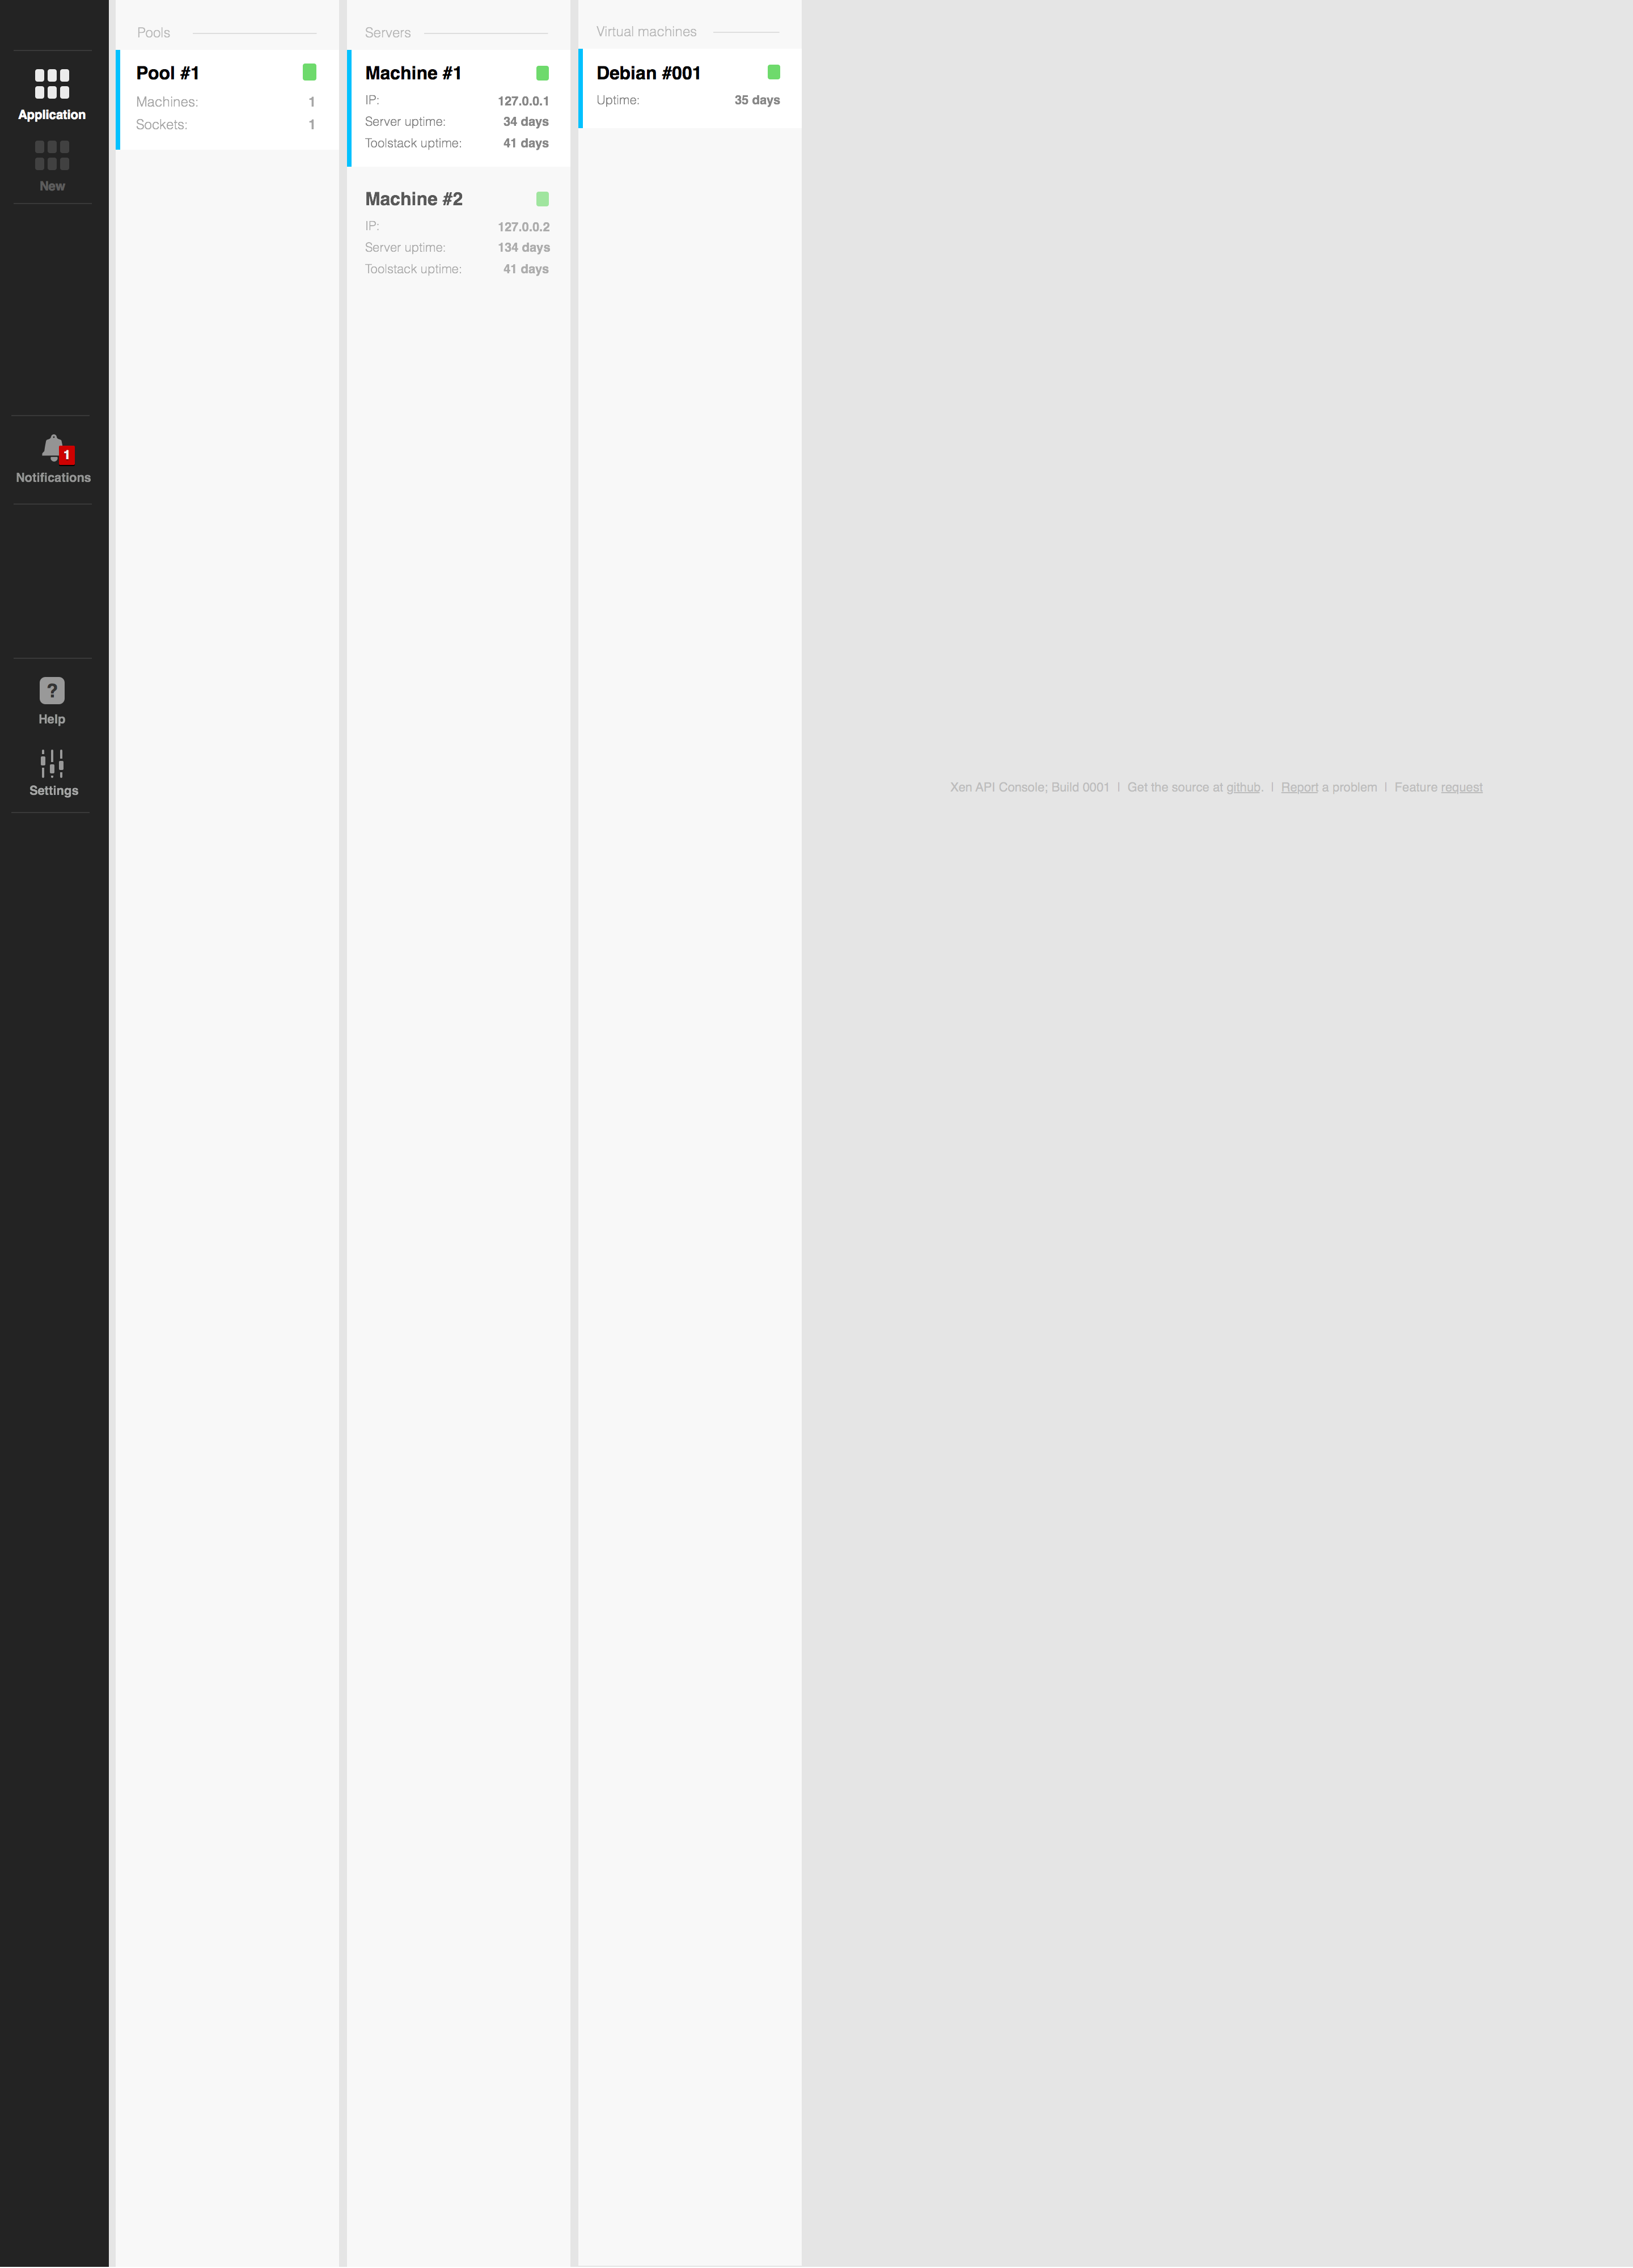 Application
New
Notifications
1
?
Help
Settings
Pools
Pool #1
Machines: 1
Sockets: 1
Servers
Machine #1
IP: 127.0.0.1
Server uptime: 34 days
Toolstack uptime: 41 days
Machine #2
IP: 127.0.0.2
Server uptime: 134 days
Toolstack uptime: 41 days
Virtual machines
Debian #001
Uptime: 35 days
Xen API Console; Build 0001 | Get the source at github. | Report a problem | Feature request